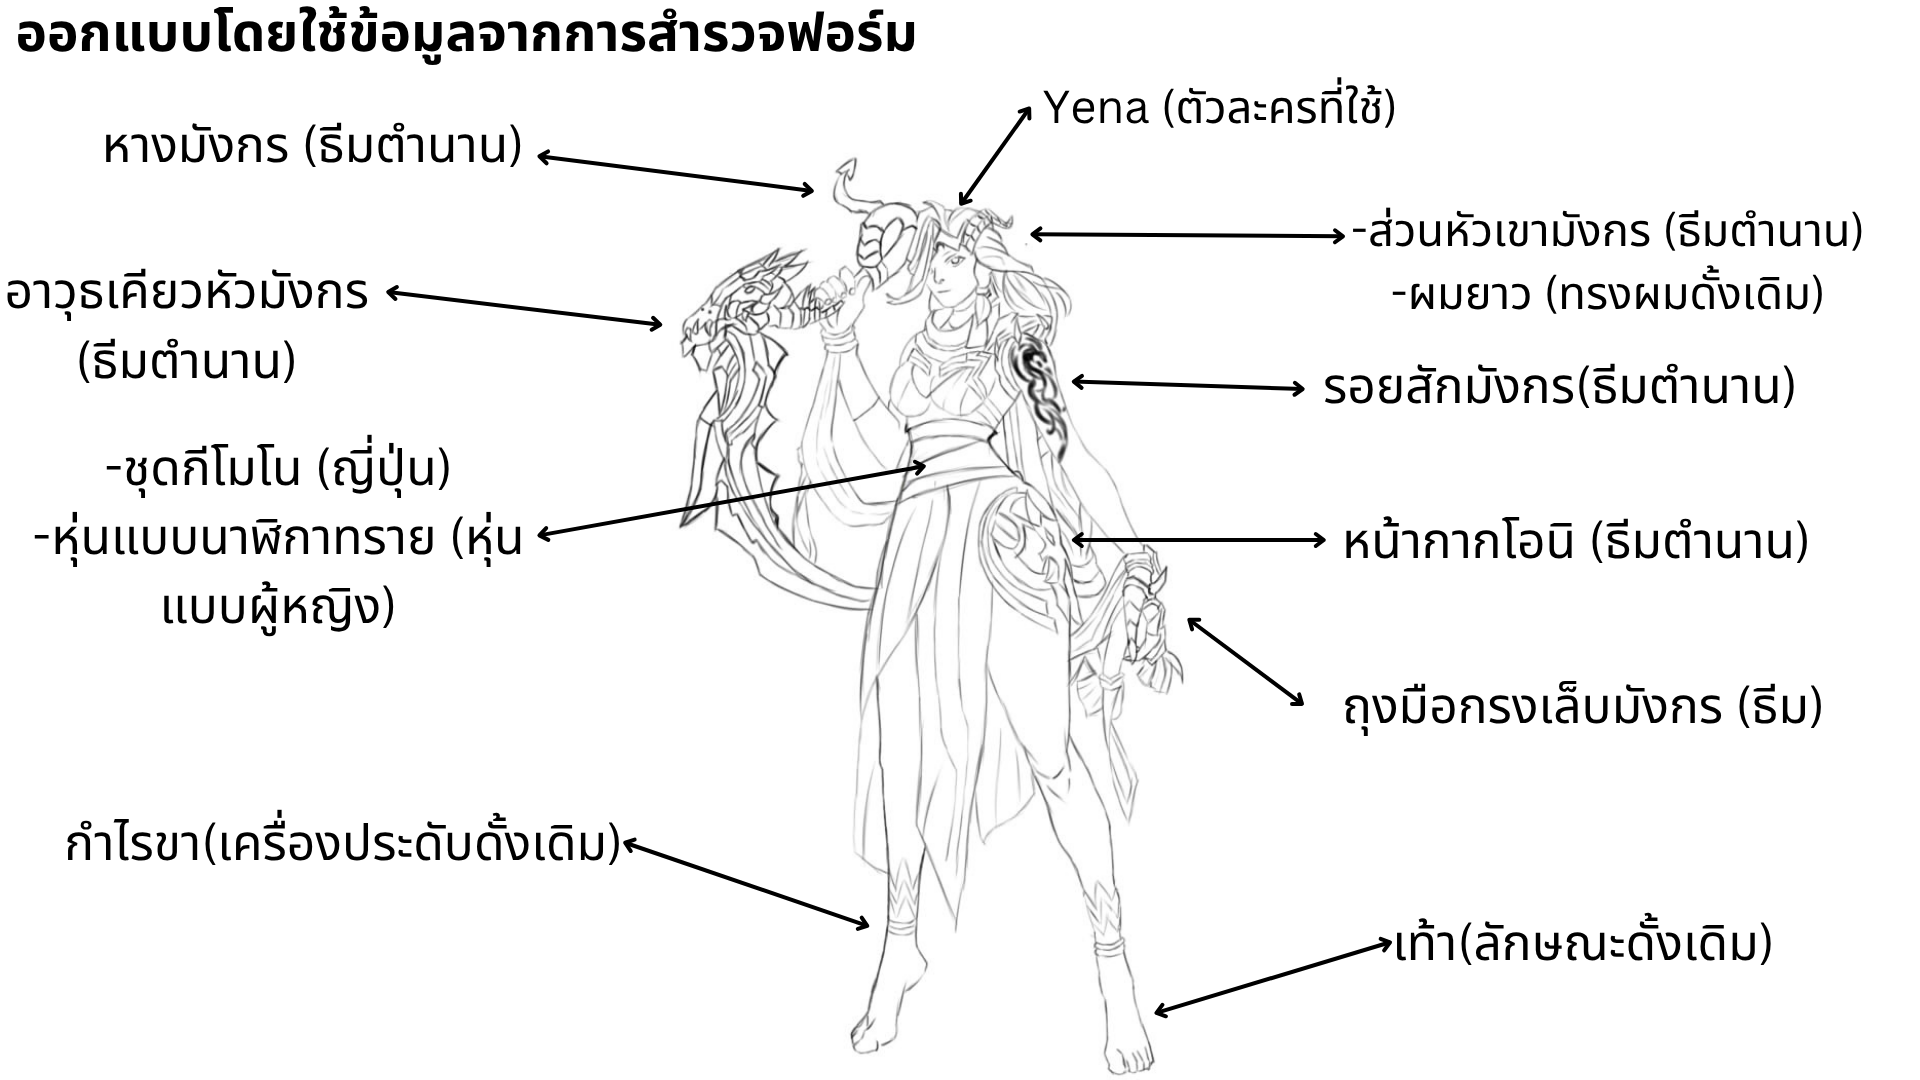 ออกแบบโดยใช้ข้อมูลจากการสำรวจฟอร์ม
Yena (ตัวละครที่ใช้)
หางมังกร (ธีมตำนาน)
-ส่วนหัวเขามังกร (ธีมตำนาน)
-ผมยาว (ทรงผมดั้งเดิม)
อาวุธเคียวหัวมังกร
(ธีมตำนาน)
รอยสักมังกร(ธีมตำนาน)
-ชุดกีโมโน (ญี่ปุ่น)
-หุ่นแบบนาฬิกาทราย (หุ่น
แบบผู้หญิง)
หน้ากากโอนิ (ธีมตำนาน)
ถุงมือกรงเล็บมังกร (ธีม)
กำไรขา(เครื่องประดับดั้งเดิม)
เท้า(ลักษณะดั้งเดิม)